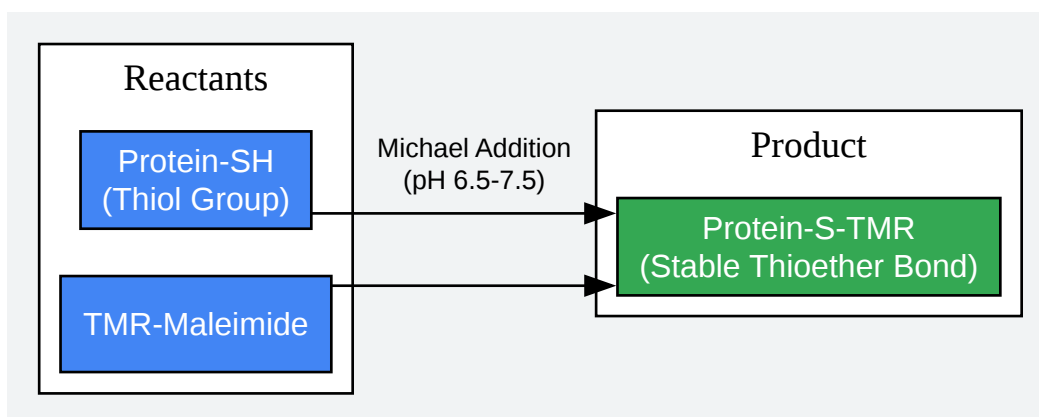 Reactants
Protein-SH
(Thiol Group)
TMR-Maleimide
Michael Addition
(pH 6.5-7.5)
Product
Protein-S-TMR
(Stable Thioether Bond)